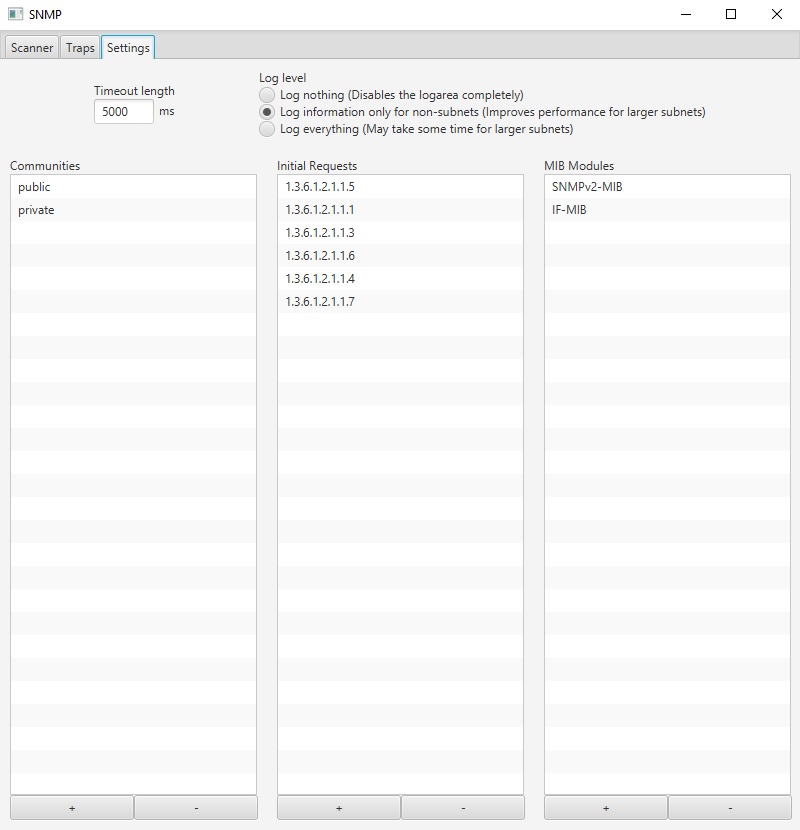 SNMP
Scanner
Traps
Settings
Timeout length
5000 ms
Log level
Log nothing (Disables the logarea completely)
Log information only for non-subnets (Improves performance for larger subnets)
Log everything (May take some time for larger subnets)
Communities
public
private
Initial Requests
1.3.6.1.2.1.1.5
1.3.6.1.2.1.1.1
1.3.6.1.2.1.1.3
1.3.6.1.2.1.1.6
1.3.6.1.2.1.1.4
1.3.6.1.2.1.1.7
MIB Modules
SNMPv2-MIB
IF-MIB
+ -
+ -
+ -